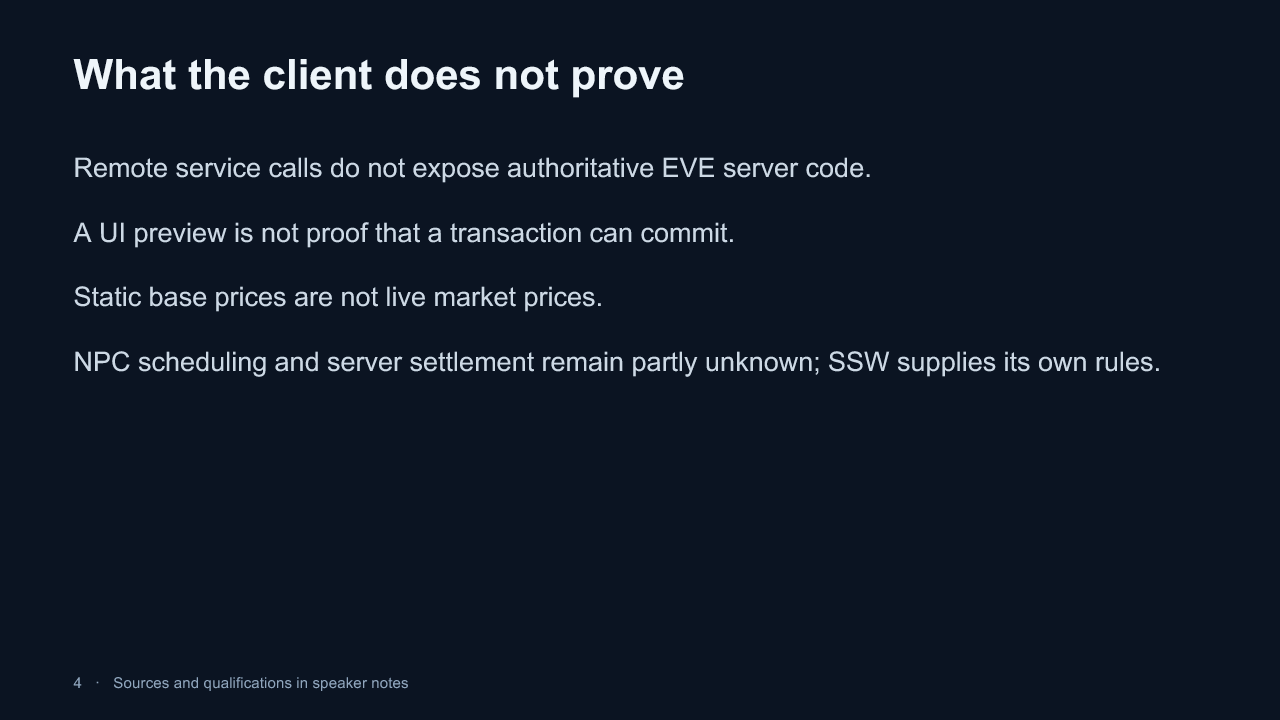 What the client does not prove
Remote service calls do not expose authoritative EVE server code.
A UI preview is not proof that a transaction can commit.
Static base prices are not live market prices.
NPC scheduling and server settlement remain partly unknown; SSW supplies its own rules.
4 · Sources and qualifications in speaker notes